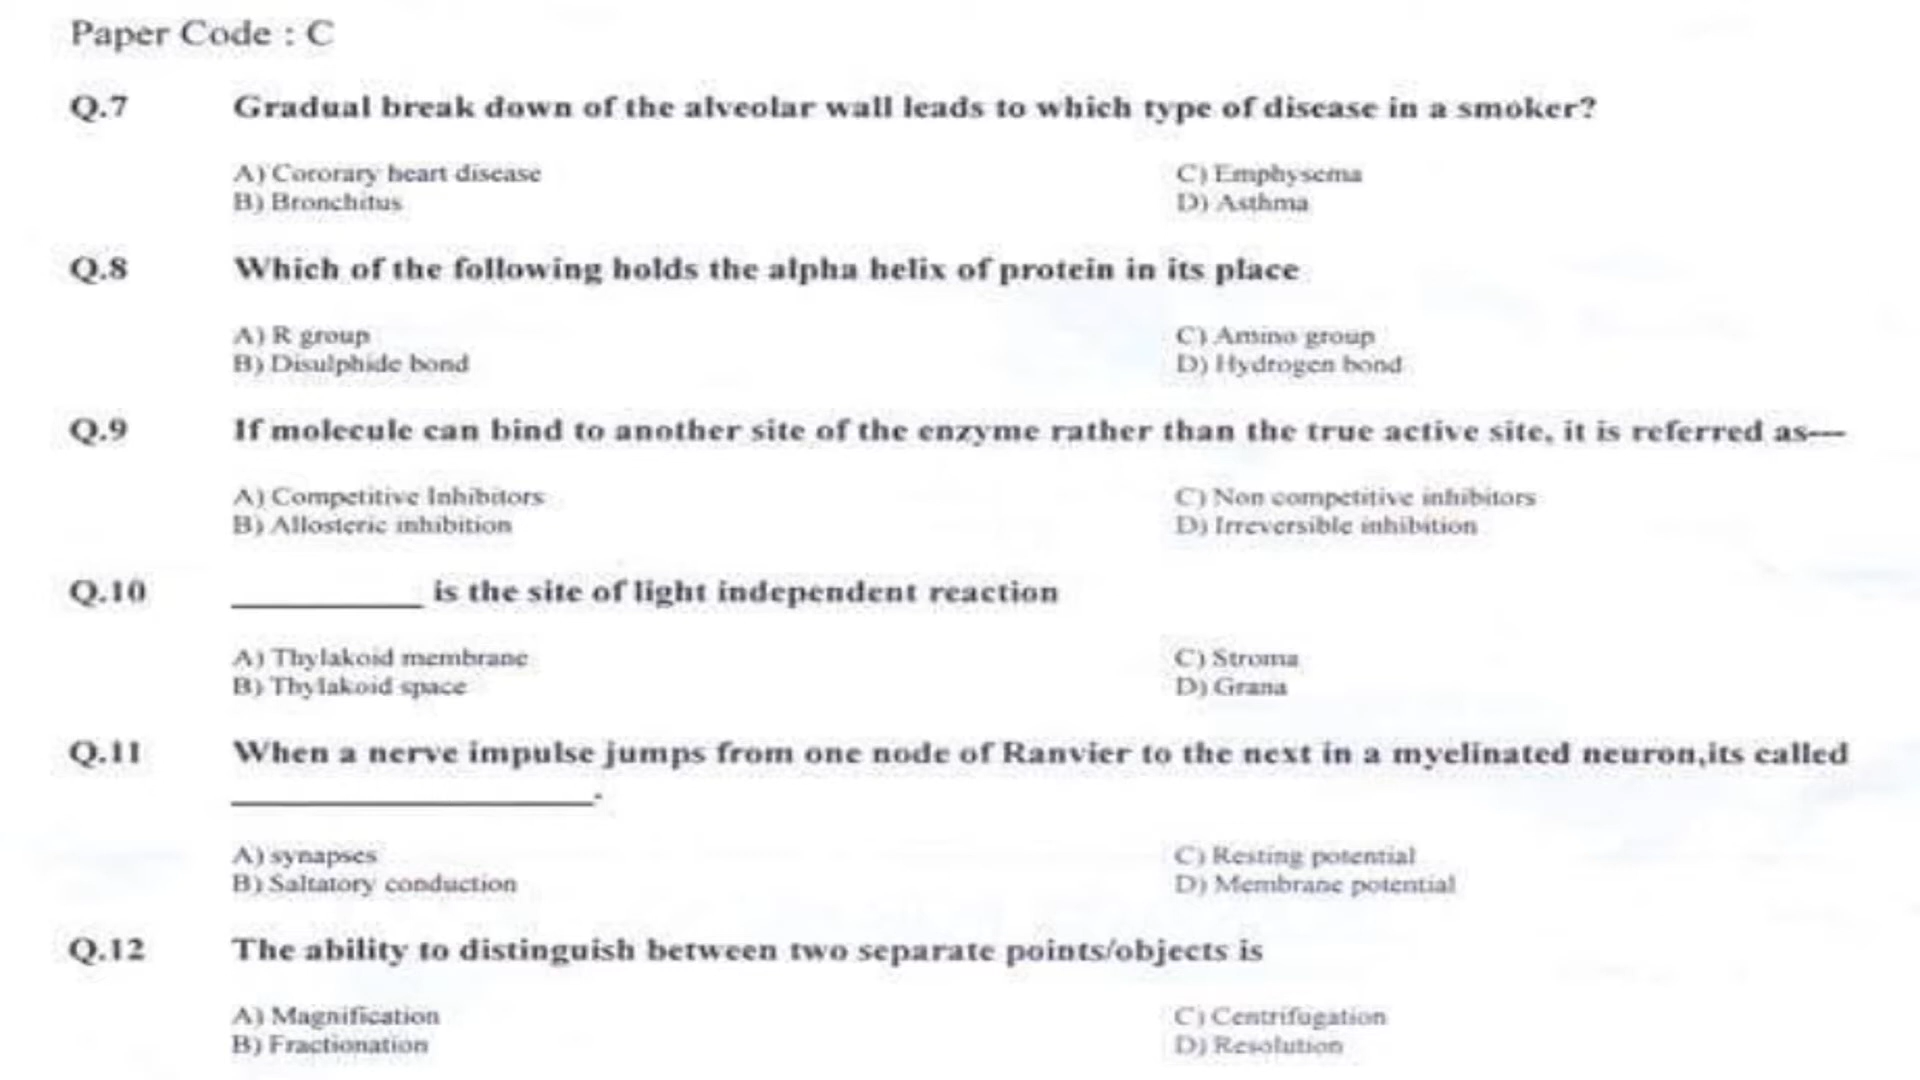 Paper Code : C
Q.7 Gradual break down of the alveolar wall leads to which type of disease in a smoker?
A) Cororary heart disease C) Emphysema
B) Bronchitus D) Asthma
Q.8 Which of the following holds the alpha helix of protein in its place
A) R group C) Amino group
B) Disulphide bond D) Hydrogen bond
Q.9 If molecule can bind to another site of the enzyme rather than the true active site, it is referred as---
A) Competitive Inhibitors C) Non competitive inhibitors
B) Allosteric inhibition D) Irreversible inhibition
Q.10 __________ is the site of light independent reaction
A) Thylakoid membrane C) Stroma
B) Thylakoid space D) Grana
Q.11 When a nerve impulse jumps from one node of Ranvier to the next in a myelinated neuron,its called
___________________.
A) synapses C) Resting potential
B) Saltatory conduction D) Membrane potential
Q.12 The ability to distinguish between two separate points/objects is
A) Magnification C) Centrifugation
B) Fractionation D) Resolution